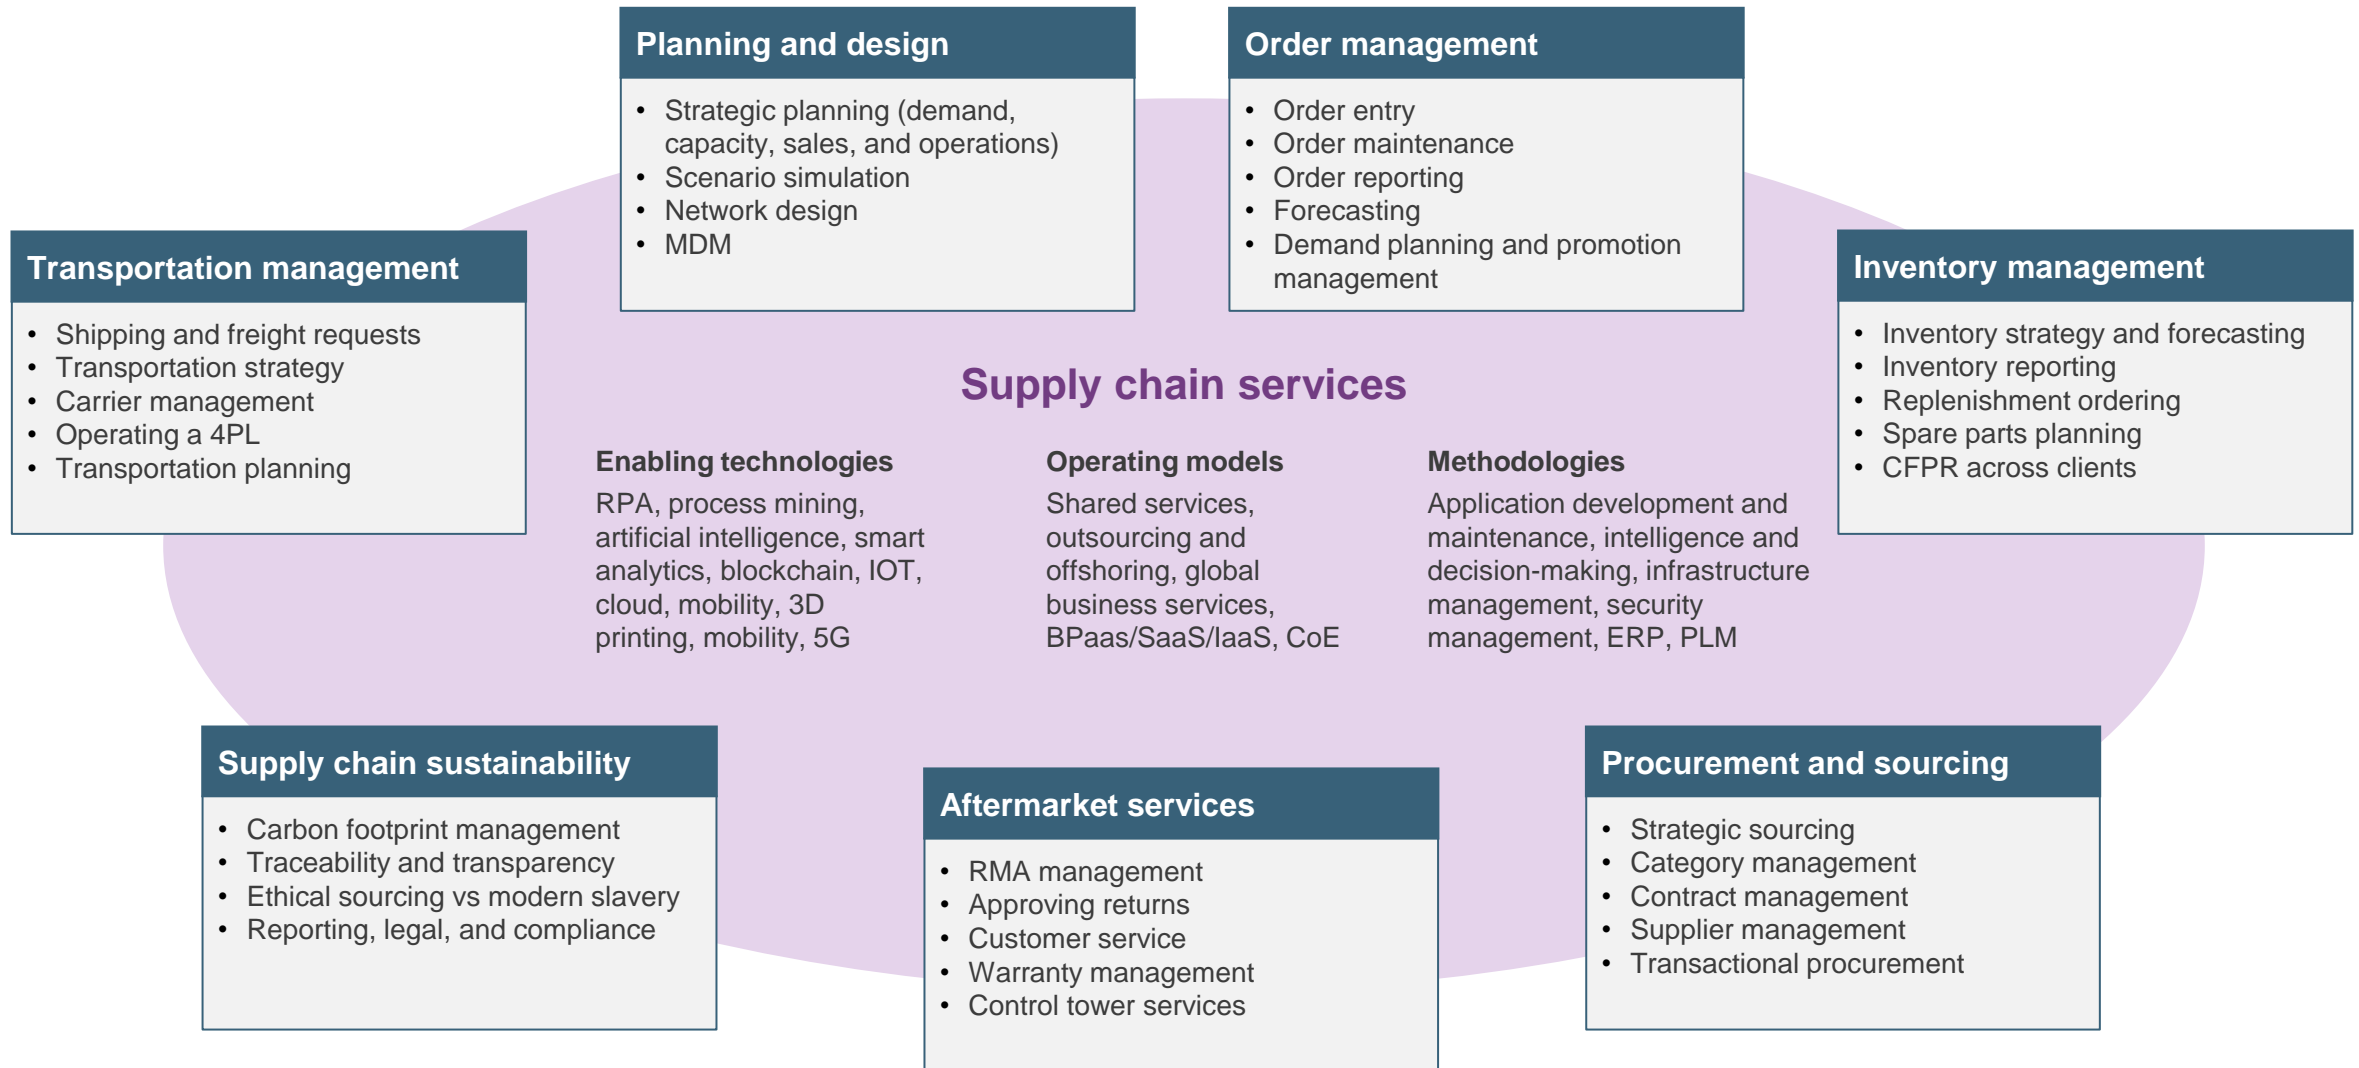 Planning and design
• Strategic planning (demand,
capacity, sales, and operations)
• Scenario simulation
• Network design
• MDM
Order management
• Order entry
• Order maintenance
• Order reporting
• Forecasting
• Demand planning and promotion
management
Transportation management
• Shipping and freight requests
• Transportation strategy
• Carrier management
• Operating a 4PL
• Transportation planning
Inventory management
• Inventory strategy and forecasting
• Inventory reporting
• Replenishment ordering
• Spare parts planning
• CFPR across clients
Supply chain services
Enabling technologies
RPA, process mining,
artificial intelligence, smart
analytics, blockchain, IOT,
cloud, mobility, 3D
printing, mobility, 5G
Operating models
Shared services,
outsourcing and
offshoring, global
business services,
BPaas/SaaS/IaaS, CoE
Methodologies
Application development and
maintenance, intelligence and
decision-making, infrastructure
management, security
management, ERP, PLM
Supply chain sustainability
• Carbon footprint management
• Traceability and transparency
• Ethical sourcing vs modern slavery
• Reporting, legal, and compliance
Aftermarket services
• RMA management
• Approving returns
• Customer service
• Warranty management
• Control tower services
Procurement and sourcing
• Strategic sourcing
• Category management
• Contract management
• Supplier management
• Transactional procurement